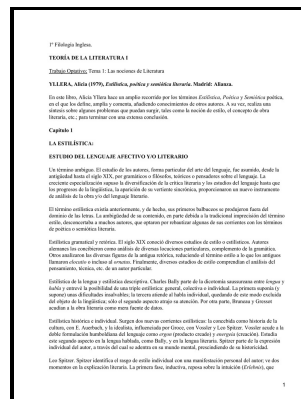 1º Filología Inglesa.
TEORÍA DE LA LITERATURA I
Trabajo Optativo: Tema 1: Las nociones de Literatura
YLLERA, Alicia (1979), Estilística, poética y semiótica literaria. Madrid: Alianza.
En este libro, Alicia Yllera hace un amplio recorrido por los términos Estilística, Poética y Semiótica poética,
en el que los define, amplía y comenta, añadiendo conocimientos de otros autores. A su vez, realiza una
síntesis sobre algunos problemas que puedan surgir, tales como la noción de estilo, el concepto de obra
literaria, etc.; para terminar con una extensa conclusión.
Capítulo 1
LA ESTILÍSTICA:
ESTUDIO DEL LENGUAJE AFECTIVO Y/O LITERARIO
Un término ambiguo. El estudio de los autores, forma particular del arte del lenguaje, fue asumido, desde la
antigüedad hasta el siglo XIX, por gramáticos o filósofos, teóricos o pensadores sobre el lenguaje. La
creciente especialización supuso la diversificación de la crítica literaria y los estudios del lenguaje hasta que
los progresos de la lingüística, la aparición de su vertiente sincrónica, proporcionaron un nuevo instrumento
de análisis de la obra y/o del lenguaje literario.
El término estilística existía anteriormente, y de hecho, sus primeros balbuceos se produjeron fuera del
dominio de las letras. La ambigüedad de su contenido, en parte debida a la tradicional imprecisión del término
estilo, desconcertaba a muchos autores, que optaron por rebautizar algunas de sus corrientes con los términos
de poética o semiótica literaria.
Estilística gramatical y retórica. El siglo XIX conoció diversos estudios de estilo o estilísticos. Autores
alemanes los concibieron como análisis de diversas locuciones particulares, complemento de la gramática.
Otros analizaron las diversas figuras de la antigua retórica, reduciendo el término estilo a lo que los antiguos
llamaron elocutio e incluso al ornatus. Finalmente, diversos estudios de estilo comprendían el análisis del
pensamiento, técnica, etc. de un autor particular.
Estilística de la lengua y estilística descriptiva. Charles Bally parte de la dicotomía saussureana entre langue y
habla y entrevé la posibilidad de una triple estilística: general, colectiva e individual. La primera suponía (y
supone) unas dificultades insalvables; la tercera atiende al habla individual, quedando de este modo excluida
del objeto de la lingüística; sólo el segundo aspecto atrajo su atención. Por otra parte, Bruneau y Gressot
acudían a la obra literaria como mera fuente de datos.
Estilística histórica e individual. Surgen dos nuevas corrientes estilísticas: la concebida como historia de la
cultura, con E. Auerbach, y la idealista, influenciada por Croce, con Vossler y Leo Spitzer. Vossler acude a la
doble formulación humboldtiana del lenguaje como ergon (producto creado) y energeia (creación). Estudia
este segundo aspecto en la lengua hablada, como Bally, y en la lengua literaria. Spitzer parte de la expresión
individual del autor, a través del cual se adentra en su mundo mental, prescindiendo de su historicidad.
Leo Spitzer. Spitzer identifica el rasgo de estilo individual con una manifestación personal del autor; ve dos
momentos en la explicación literaria. La primera fase, inductiva, reposa sobre la intuición (Erlebnis), que
1